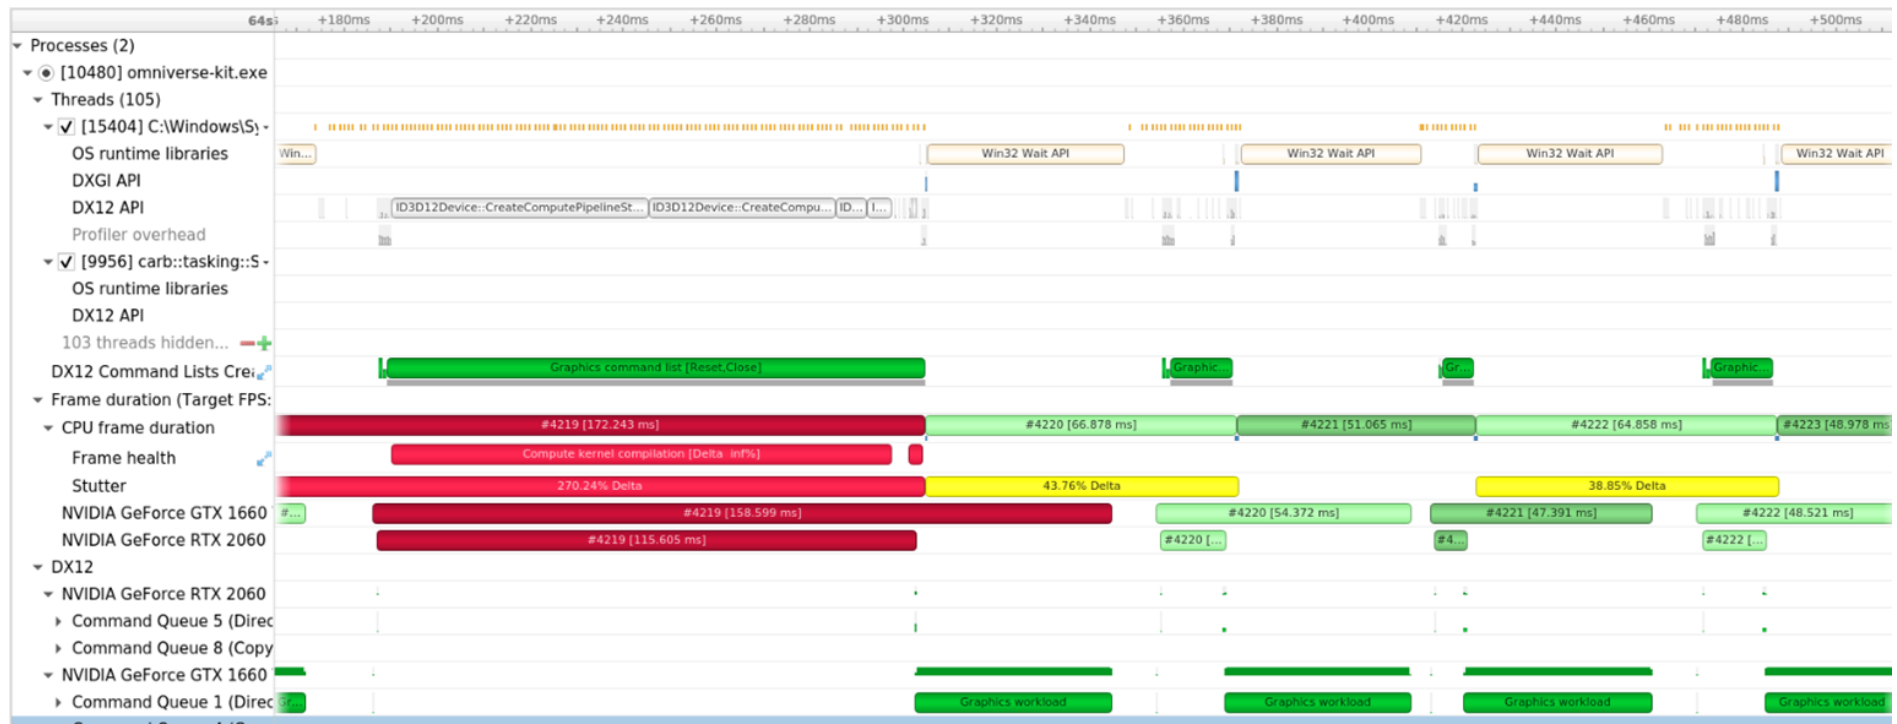 64s +180ms +200ms +220ms +240ms +260ms +280ms +300ms +320ms +340ms +360ms +380ms +400ms +420ms +440ms +460ms +480ms +500ms
Processes (2)
[10480] omniverse-kit.exe
Threads (105)
[15404] C:\Windows\Sy
OS runtime libraries Win... Win32 Wait API Win32 Wait API Win32 Wait API Win32 Wait API
DXGI API
DX12 API ID3D12Device::CreateComputePipelineSt... ID3D12Device::CreateCompu... ID... I...
Profiler overhead
[9956] carb::tasking::S
OS runtime libraries
DX12 API
103 threads hidden...
DX12 Command Lists Crea Graphics command list [Reset,Close] Graphic... Gr... Graphic...
Frame duration (Target FPS:
CPU frame duration #4219 [172.243 ms] #4220 [66.878 ms] #4221 [51.065 ms] #4222 [64.858 ms] #4223 [48.978 ms
Frame health Compute kernel compilation [Delta inf%]
Stutter 270.24% Delta 43.76% Delta 38.85% Delta
NVIDIA GeForce GTX 1660 #... #4219 [158.599 ms] #4220 [54.372 ms] #4221 [47.391 ms] #4222 [48.521 ms]
NVIDIA GeForce RTX 2060 #4219 [115.605 ms] #4220 [... #4... #4222 [...
DX12
NVIDIA GeForce RTX 2060
Command Queue 5 (Direc
Command Queue 8 (Copy
NVIDIA GeForce GTX 1660
Command Queue 1 (Direc Gr... Graphics workload Graphics workload Graphics workload Graphics workload